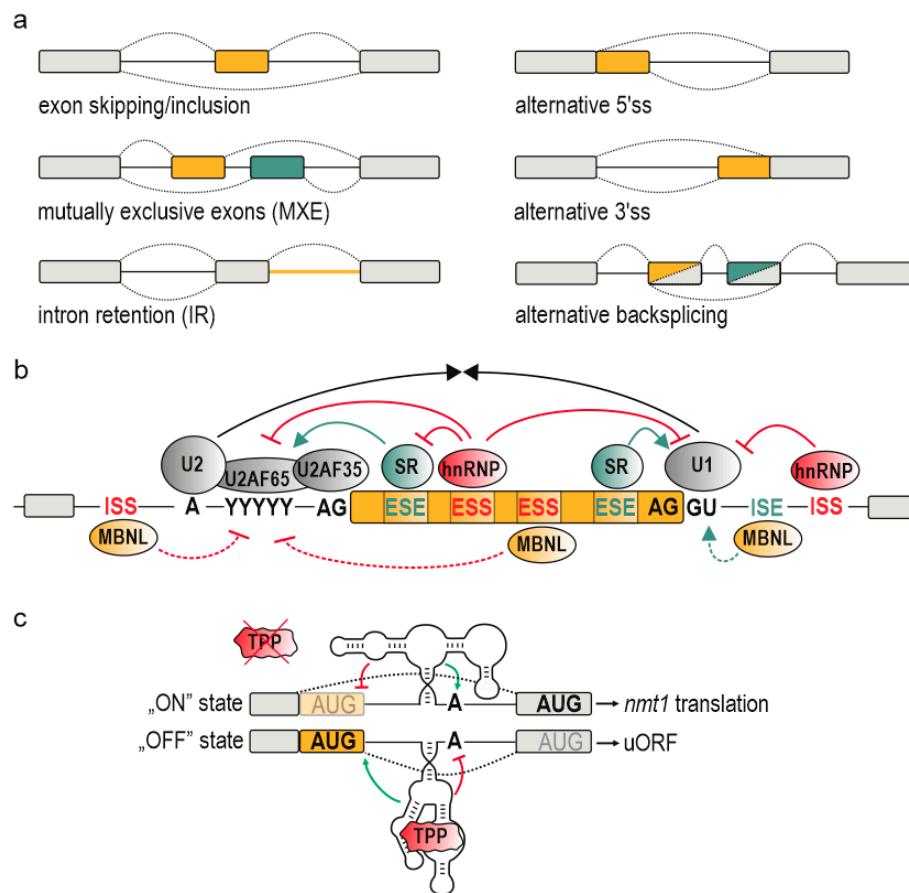 a
exon skipping/inclusion
alternative 5'ss
mutually exclusive exons (MXE)
alternative 3'ss
intron retention (IR)
alternative backsplicing
b
U2 U2AF65 U2AF35 SR hnRNP SR U1 hnRNP
ISS A YYYYY AG ESE ESS ESS ESE AG GU ISE ISS
MBNL MBNL MBNL
c
TPP
„ON” state AUG A AUG nmt1 translation
„OFF” state AUG A AUG uORF
TPP